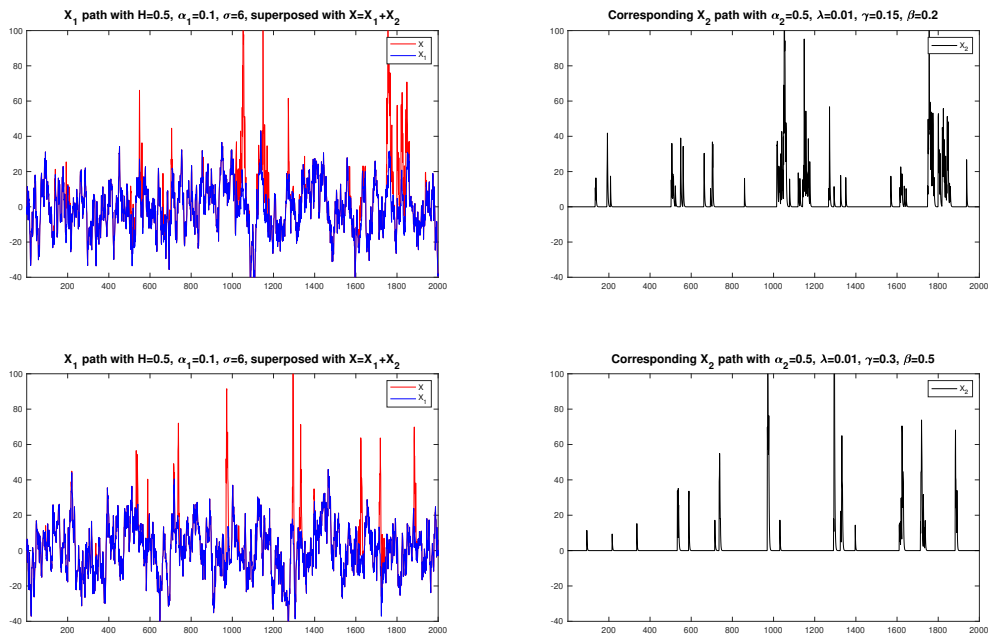 X_1 path with H=0.5, α_1=0.1, σ=6, superposed with X=X_1+X_2
100
80
60
40
20
0
-20
-40
200 400 600 800 1000 1200 1400 1600 1800 2000
X
X_1
Corresponding X_2 path with α_2=0.5, λ=0.01, γ=0.15, β=0.2
100
80
60
40
20
0
-20
-40
200 400 600 800 1000 1200 1400 1600 1800 2000
X_2
X_1 path with H=0.5, α_1=0.1, σ=6, superposed with X=X_1+X_2
100
80
60
40
20
0
-20
-40
200 400 600 800 1000 1200 1400 1600 1800 2000
X
X_1
Corresponding X_2 path with α_2=0.5, λ=0.01, γ=0.3, β=0.5
100
80
60
40
20
0
-20
-40
200 400 600 800 1000 1200 1400 1600 1800 2000
X_2